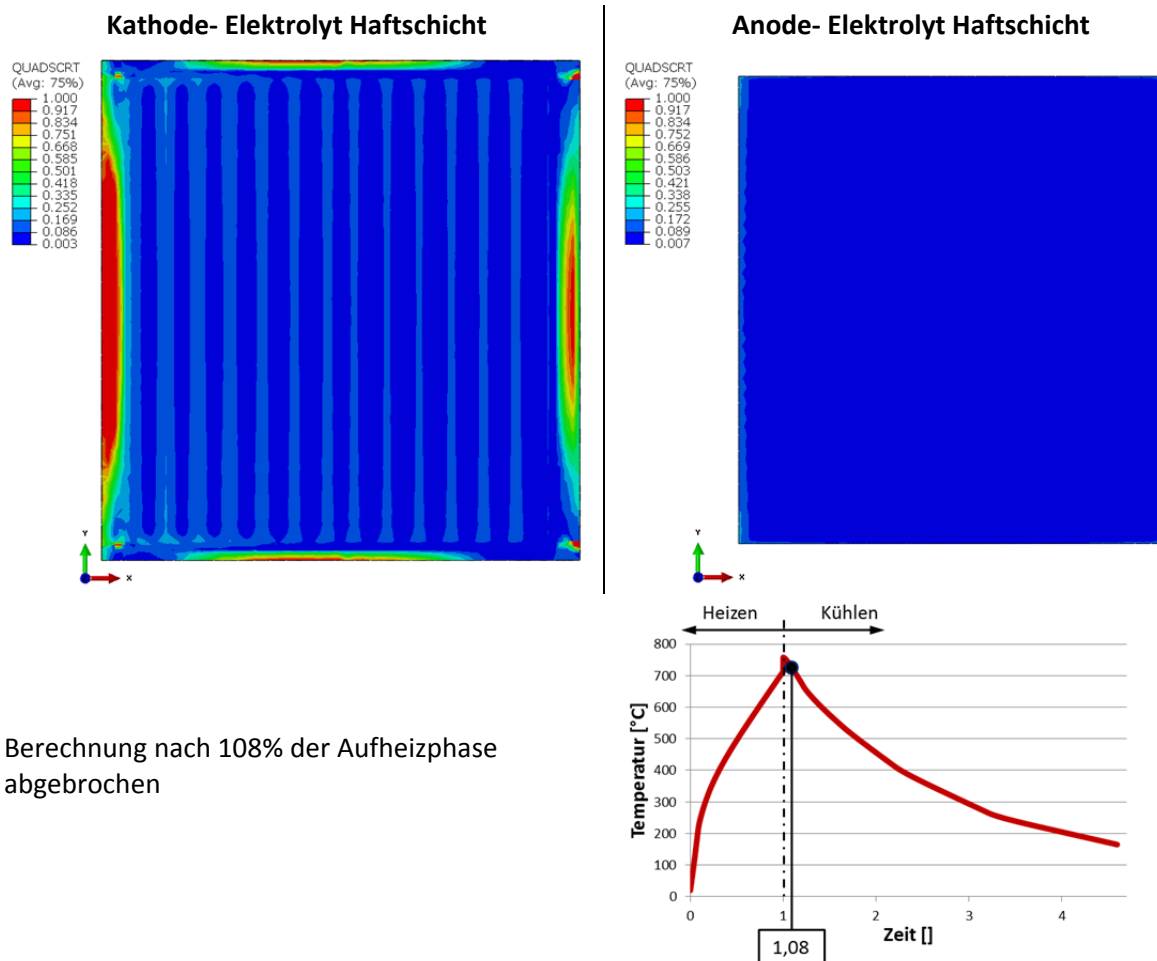 Kathode- Elektrolyt Haftschicht
QUADSCRT
(Avg: 75%)
1.000
0.917
0.834
0.751
0.668
0.585
0.501
0.418
0.335
0.252
0.169
0.086
0.003
Y
X
Anode- Elektrolyt Haftschicht
QUADSCRT
(Avg: 75%)
1.000
0.917
0.834
0.752
0.669
0.586
0.503
0.421
0.338
0.255
0.172
0.089
0.007
Y
X
Berechnung nach 108% der Aufheizphase
abgebrochen
Heizen Kühlen
800
700
600
500
400
300
200
100
0
Temperatur [°C]
0 1 2 3 4
Zeit []
1,08